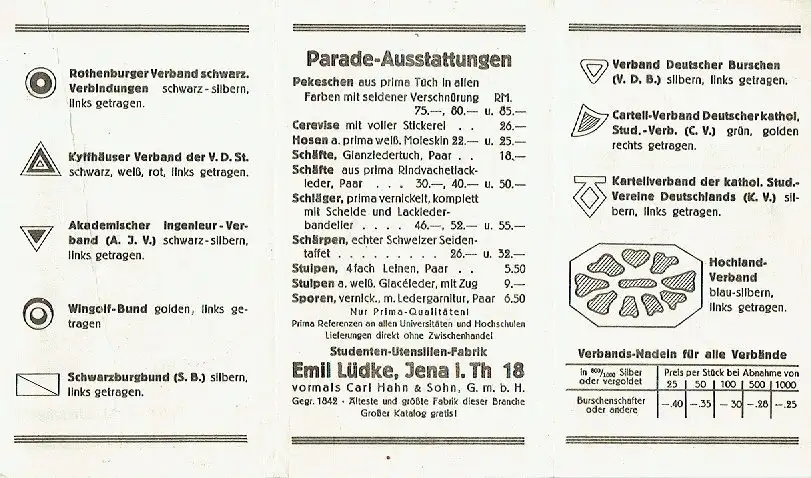 Rothenburger Verband schwarz.
Verbindungen schwarz-silbern,
links getragen.
Kyffhäuser Verband der V. D. St.
schwarz, weiß, rot, links getragen.
Akademischer Ingenieur-Ver-
band (A. J. V.) schwarz-silbern,
links getragen.
Wingolf-Bund golden, links ge-
tragen
Schwarzburgbund (S. B.) silbern,
links getragen.
Parade-Ausstattungen
Pekeschen aus prima Tuch in allen
Farben mit seidener Verschnürung RM.
75.—, 80.— u. 85.—
Cerevise mit voller Stickerei . . 26.—
Hosen a. prima weiß. Moleskin 22.— u. 25.—
Schäfte, Glanzledertuch, Paar . . 18.—
Schäfte aus prima Rindvachellack-
leder, Paar . . . 30.—, 40.— u. 50.—
Schläger, prima vernickelt, komplett
mit Scheide und Lackleder-
bandelier . . . . 46.—, 52.— u. 55.—
Schärpen, echter Schweizer Seiden-
taffet . . . . . . . . . 26.— u. 32.—
Stulpen, 4fach Leinen, Paar . . 5.50
Stulpen a. weiß. Glacéleder, mit Zug 9.—
Sporen, vernick., m. Ledergarnitur, Paar 6.50
Nur Prima-Qualitäten!
Prima Referenzen an allen Universitäten und Hochschulen
Lieferungen direkt ohne Zwischenhandel
Studenten-Utensilien-Fabrik
Emil Lüdke, Jena i. Th 18
vormals Carl Hahn & Sohn, G. m. b. H.
Gegr. 1842 · Älteste und größte Fabrik dieser Branche
Großer Katalog gratis!
Verband Deutscher Burschen
(V. D. B.) silbern, links getragen.
Cartell-Verband Deutscher kathol.
Stud.-Verb. (C. V.) grün, golden
rechts getragen.
Kartellverband der kathol. Stud.-
Vereine Deutschlands (K. V.) sil-
bern, links getragen.
Hochland-
Verband
blau-silbern,
links getragen.
Verbands-Nadeln für alle Verbände
In 800/1000 Silber Preis per Stück bei Abnahme von
oder vergoldet 25 50 100 500 1000
Burschenschafter —.40 —.35 —.30 —.28 —.25
oder andere